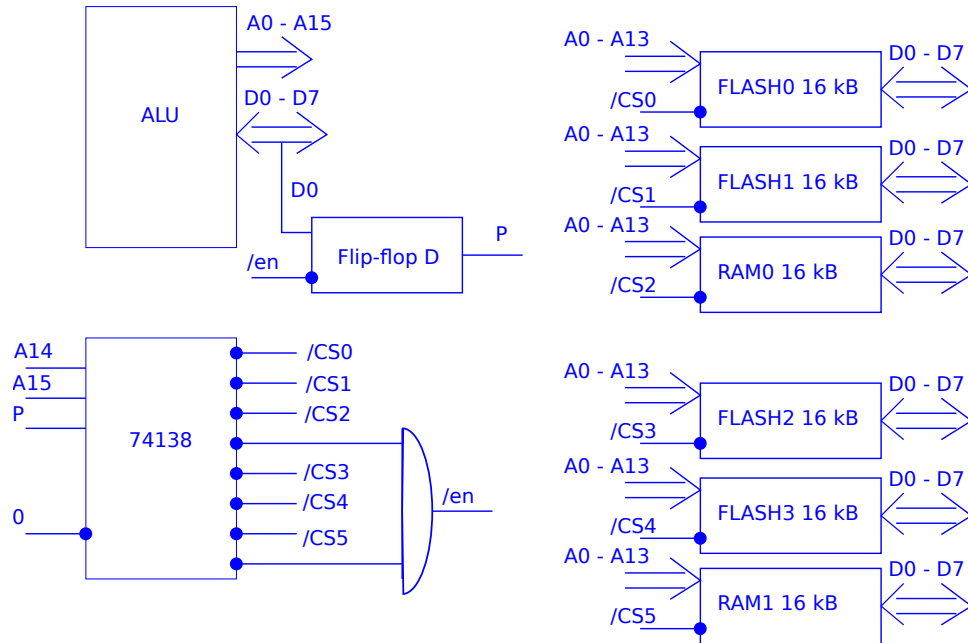 A0 - A15
ALU
D0 - D7
D0
Flip-flop D
P
/en
A14
A15
P
74138
0
/CS0
/CS1
/CS2
/CS3
/CS4
/CS5
/en
A0 - A13
FLASH0 16 kB
D0 - D7
/CS0
A0 - A13
FLASH1 16 kB
D0 - D7
/CS1
A0 - A13
RAM0 16 kB
D0 - D7
/CS2
A0 - A13
FLASH2 16 kB
D0 - D7
/CS3
A0 - A13
FLASH3 16 kB
D0 - D7
/CS4
A0 - A13
RAM1 16 kB
D0 - D7
/CS5